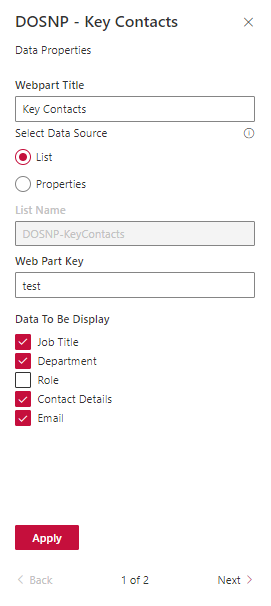 DOSNP - Key Contacts
Data Properties
Webpart Title
Key Contacts
Select Data Source
List
Properties
List Name
DOSNP-KeyContacts
Web Part Key
test
Data To Be Display
Job Title
Department
Role
Contact Details
Email
Apply
Back 1 of 2 Next